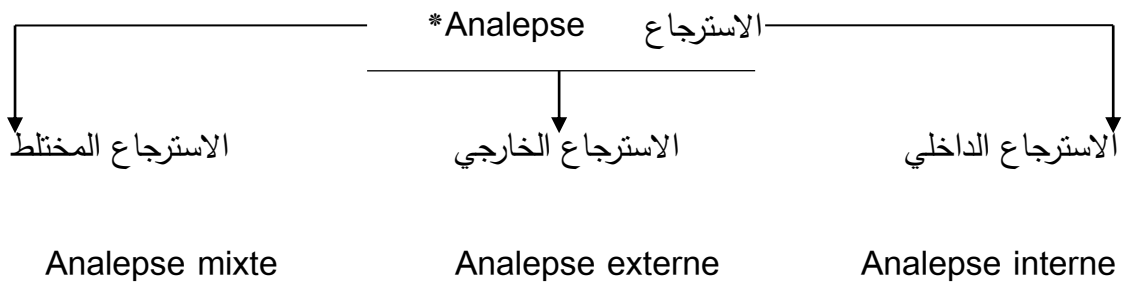 الاسترجاع Analepse*
الاسترجاع الداخلي الاسترجاع الخارجي الاسترجاع المختلط
Analepse mixte Analepse externe Analepse interne